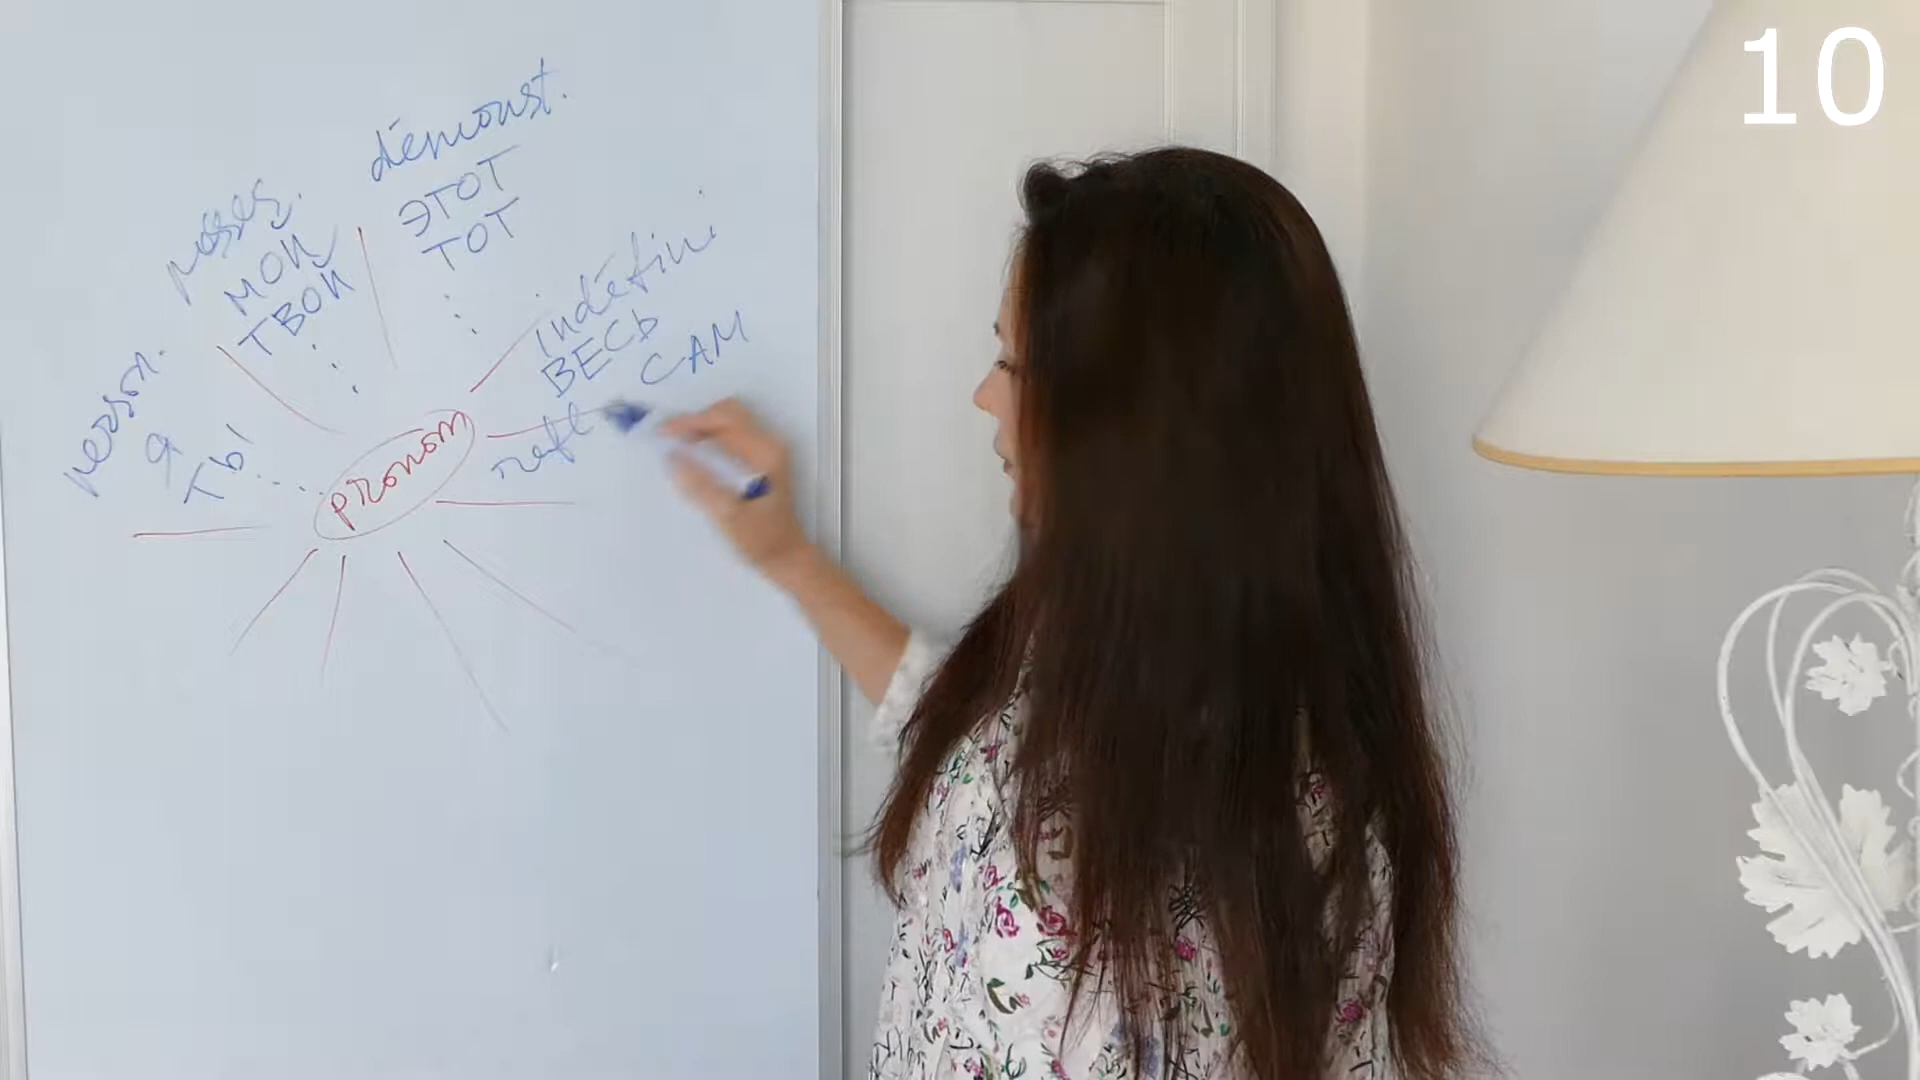 10
démonst.
ЭТОТ
ТОТ
posses.
МОЙ
ТВОЙ
indéfini.
ВЕСЬ
САМ
person.
Я
ТЫ...
refl
pronom